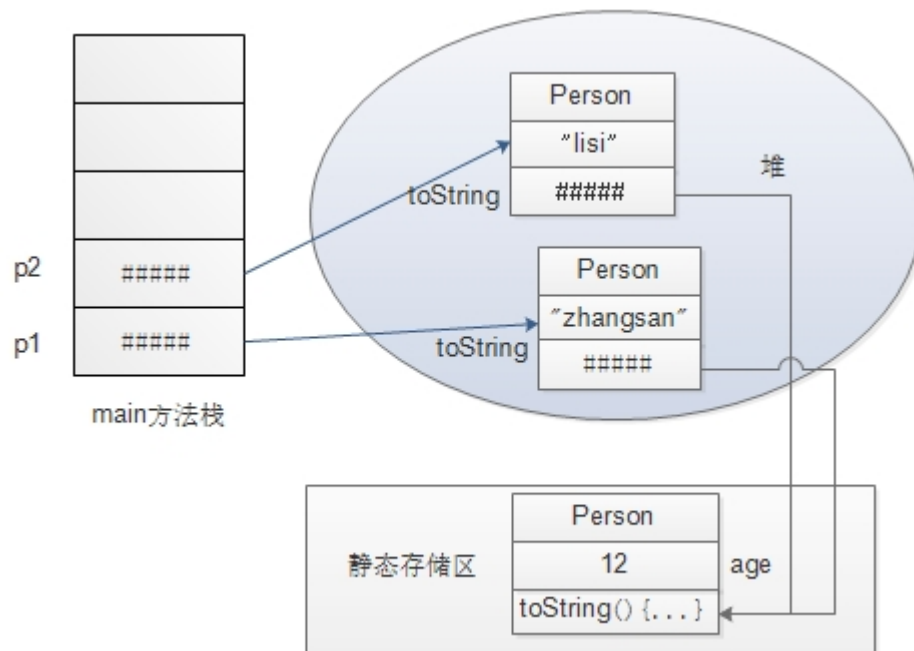 Person
"lisi"
toString
#####
堆
p2
#####
Person
"zhangsan"
p1
#####
toString
#####
main方法栈
Person
静态存储区
12
age
toString() {...}